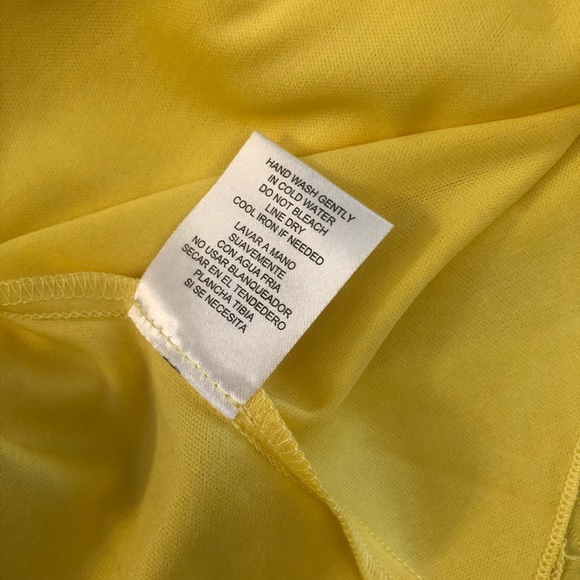 HAND WASH GENTLY
IN COLD WATER
DO NOT BLEACH
LINE DRY
COOL IRON IF NEEDED
LAVAR A MANO
SUAVEMENTE
CON AGUA FRIA
NO USAR BLANQUEADOR
SECAR EN EL TENDEDERO
PLANCHA TIBIA
SI SE NECESITA